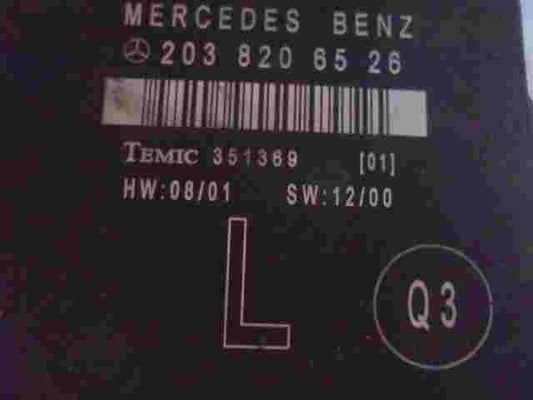 MERCEDES BENZ
203 820 65 26
TEMIC 351369 [01]
HW:08/01 SW:12/00
L
Q3